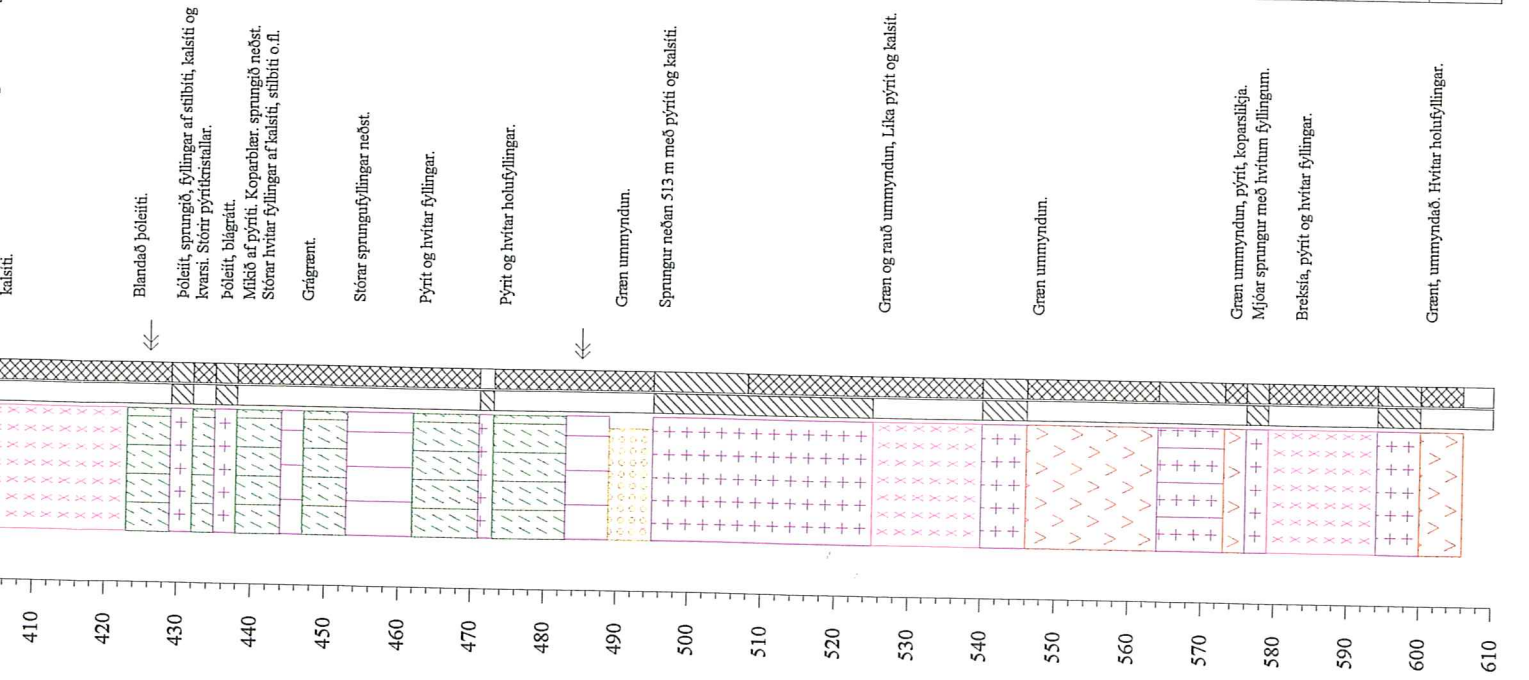 kalsíti.
Blandað þóleiíti.
Þóleiít, sprungið, fyllingar af stilbíti, kalsíti og
kvarsi. Stórir pýrítkristallar.
Þóleiít, blágrátt.
Mikið af pýríti. Koparblær. sprungið neðst.
Stórar hvítar fyllingar af kalsíti, stilbíti o.fl.
Grágrænt.
Stórar sprungufyllingar neðst.
Pýrít og hvítar fyllingar.
Pýrít og hvítar holufyllingar.
Græn ummyndun.
Sprungur neðan 513 m með pýríti og kalsíti.
Græn og rauð ummyndun, Líka pýrít og kalsít.
Græn ummyndun.
Græn ummyndun, pýrít, koparslikja.
Mjóar sprungur með hvítum fyllingum.
Breksía, pýrít og hvítar fyllingar.
Grænt, ummyndað. Hvítar holufyllingar.
410
420
430
440
450
460
470
480
490
500
510
520
530
540
550
560
570
580
590
600
610